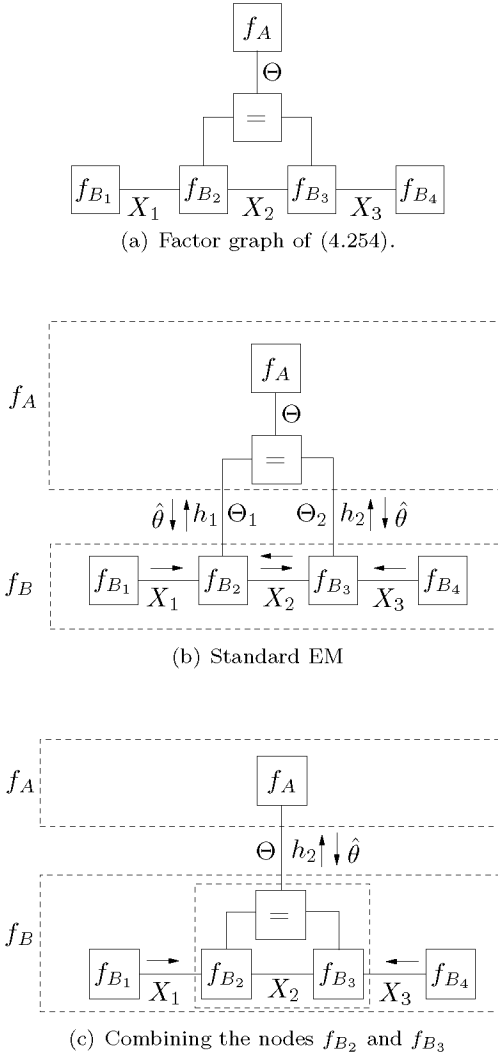 f_A
Θ
=
f_{B_1} f_{B_2} f_{B_3} f_{B_4}
X_1 X_2 X_3
(a) Factor graph of (4.254).
f_A
f_A
Θ
=
θ̂ h_1 Θ_1 Θ_2 h_2 θ̂
f_B
f_{B_1} f_{B_2} f_{B_3} f_{B_4}
X_1 X_2 X_3
(b) Standard EM
f_A
f_A
Θ h_2 θ̂
=
f_B
f_{B_1} f_{B_2} f_{B_3} f_{B_4}
X_1 X_2 X_3
(c) Combining the nodes f_{B_2} and f_{B_3}